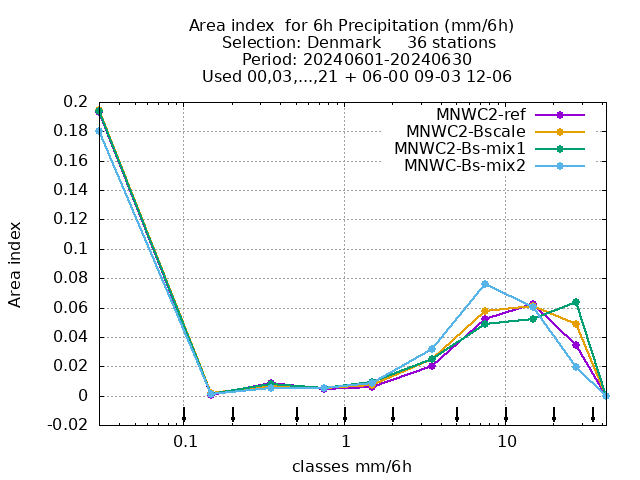 Area index  for 6h Precipitation (mm/6h)
Selection: Denmark     36 stations
Period: 20240601-20240630
Used 00,03,...,21 + 06-00 09-03 12-06
MNWC2-ref
MNWC2-Bscale
MNWC2-Bs-mix1
MNWC-Bs-mix2
0.2
0.18
0.16
0.14
0.12
0.1
0.08
0.06
0.04
0.02
0
-0.02
Area index
0.1 1 10
classes mm/6h